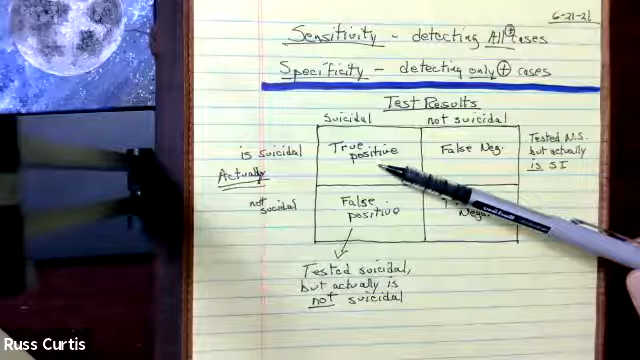 6-21-21
Sensitivity - detecting All ⊕ cases
Specificity - detecting only ⊕ cases
Test Results
suicidal not suicidal
is suicidal
Actually
not suicidal
True positive
False Neg.
Tested N.S.
but actually
is SI
False positive
Neg.
Tested suicidal,
but actually is
not suicidal
Russ Curtis